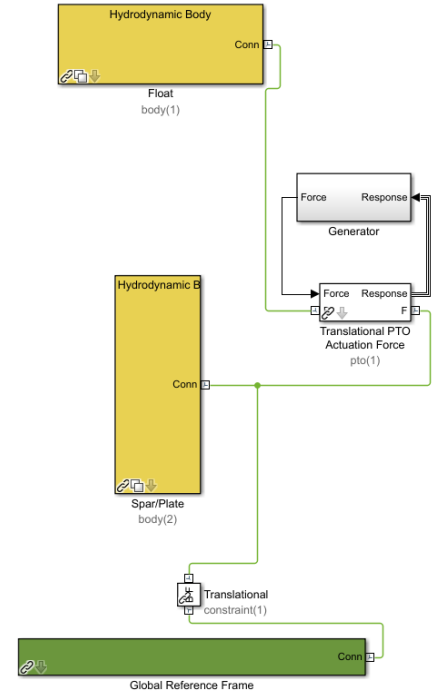 Hydrodynamic Body
Conn
Float
body(1)
Force Response
Generator
Force Response
F
Translational PTO
Actuation Force
pto(1)
Hydrodynamic B
Conn
Spar/Plate
body(2)
Translational
constraint(1)
Conn
Global Reference Frame